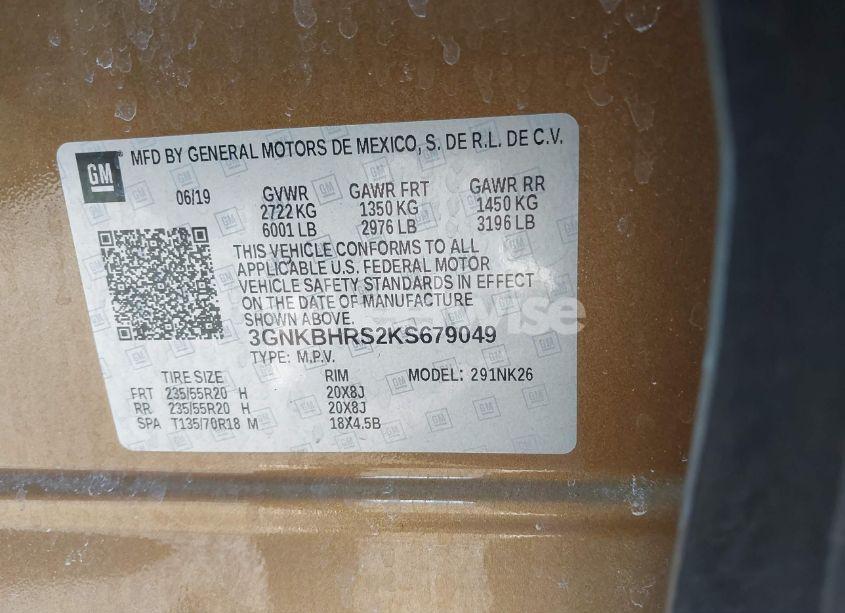 GM
MFD BY GENERAL MOTORS DE MEXICO, S. DE R.L. DE C.V.
06/19 GVWR GAWR FRT GAWR RR
2722 KG 1350 KG 1450 KG
6001 LB 2976 LB 3196 LB
THIS VEHICLE CONFORMS TO ALL
APPLICABLE U.S. FEDERAL MOTOR
VEHICLE SAFETY STANDARDS IN EFFECT
ON THE DATE OF MANUFACTURE
SHOWN ABOVE.
3GNKBHRS2KS679049
TYPE: M.P.V.
TIRE SIZE RIM MODEL: 291NK26
FRT 235/55R20 H 20X8J
RR 235/55R20 H 20X8J
SPA T135/70R18 M 18X4.5B